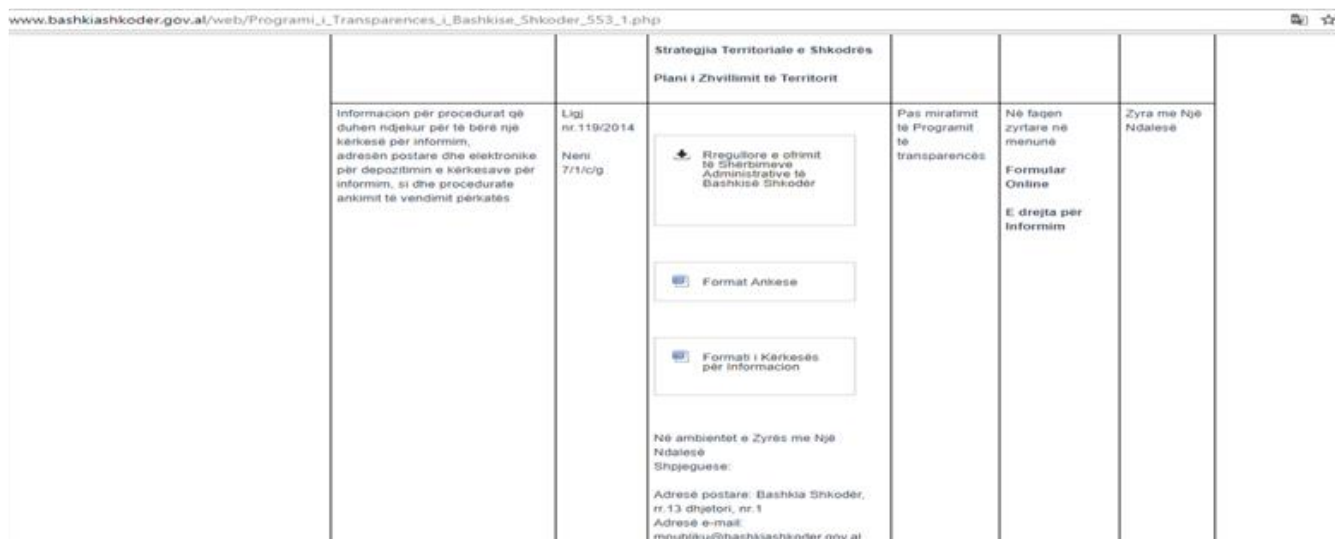 www.bashkiashkoder.gov.al/web/Programi_i_Transparences_i_Bashkise_Shkoder_553_1.php
Strategjia Territoriale e Shkodrës
Plani i Zhvillimit të Territorit
Informacion për procedurat që
duhen ndjekur për të bërë një
kërkesë për informim,
adresën postare dhe elektronike
për depozitimin e kërkesave për
informim, si dhe procedurate
ankimit të vendimit përkatës
Ligj
nr.119/2014
Neni
7/1/c/g
Rregullore e ofrimit
të Shërbimeve
Administrative të
Bashkisë Shkodër
Format Ankese
Formati i Kërkesës
për Informacion
Në ambientet e Zyrës me Një
Ndalesë
Shpjeguese:
Adresë postare: Bashkia Shkodër,
rr.13 dhjetori, nr.1
Adresë e-mail:
mpubliku@bashkiashkoder.gov.al
Pas miratimit
të Programit
të
transparencës
Në faqen
zyrtare në
menunë
Formular
Online
E drejta për
Informim
Zyra me Një
Ndalesë